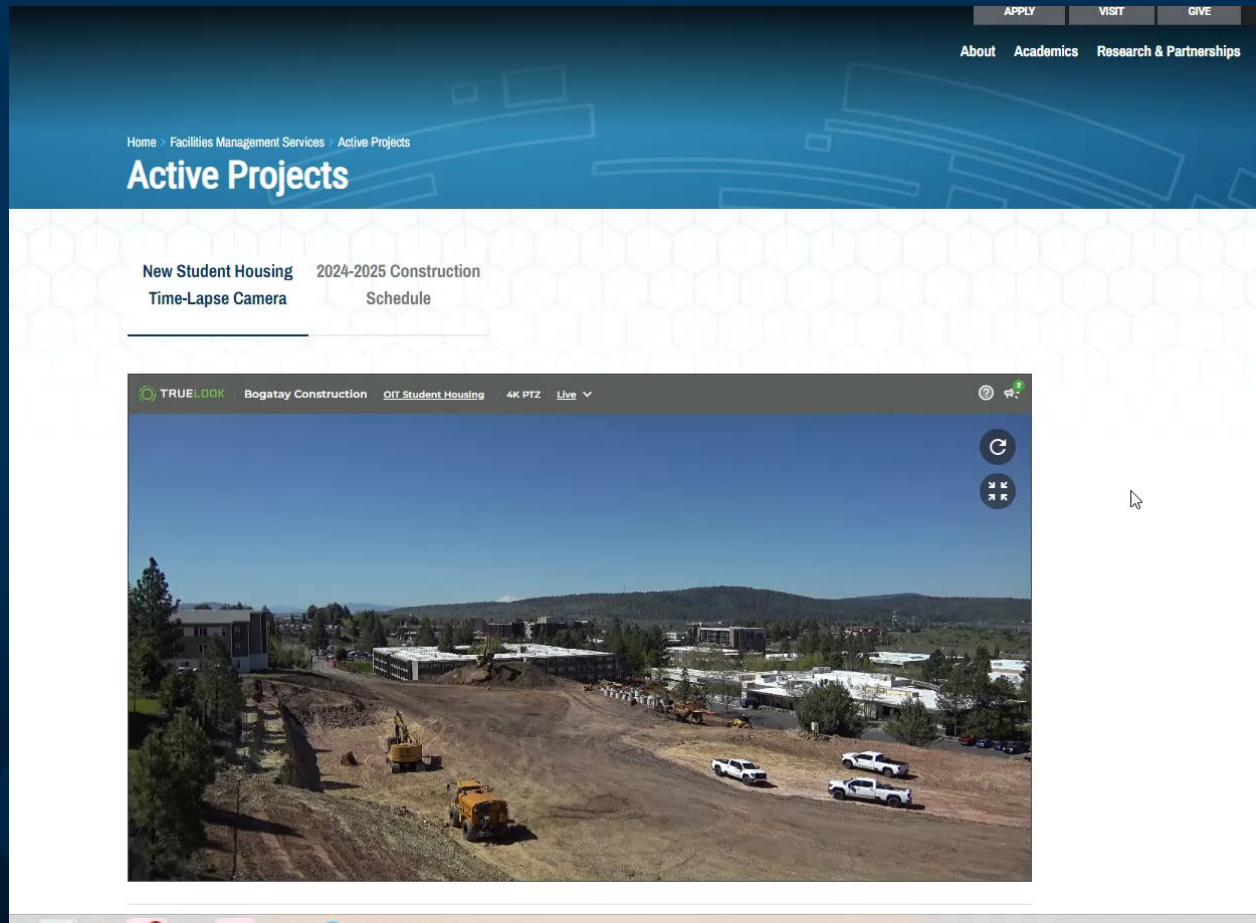 APPLY VISIT GIVE
About Academics Research & Partnerships
Home > Facilities Management Services > Active Projects
Active Projects
New Student Housing
Time-Lapse Camera
2024-2025 Construction
Schedule
TRUELOOK Bogatay Construction OIT Student Housing 4K PTZ Live
2